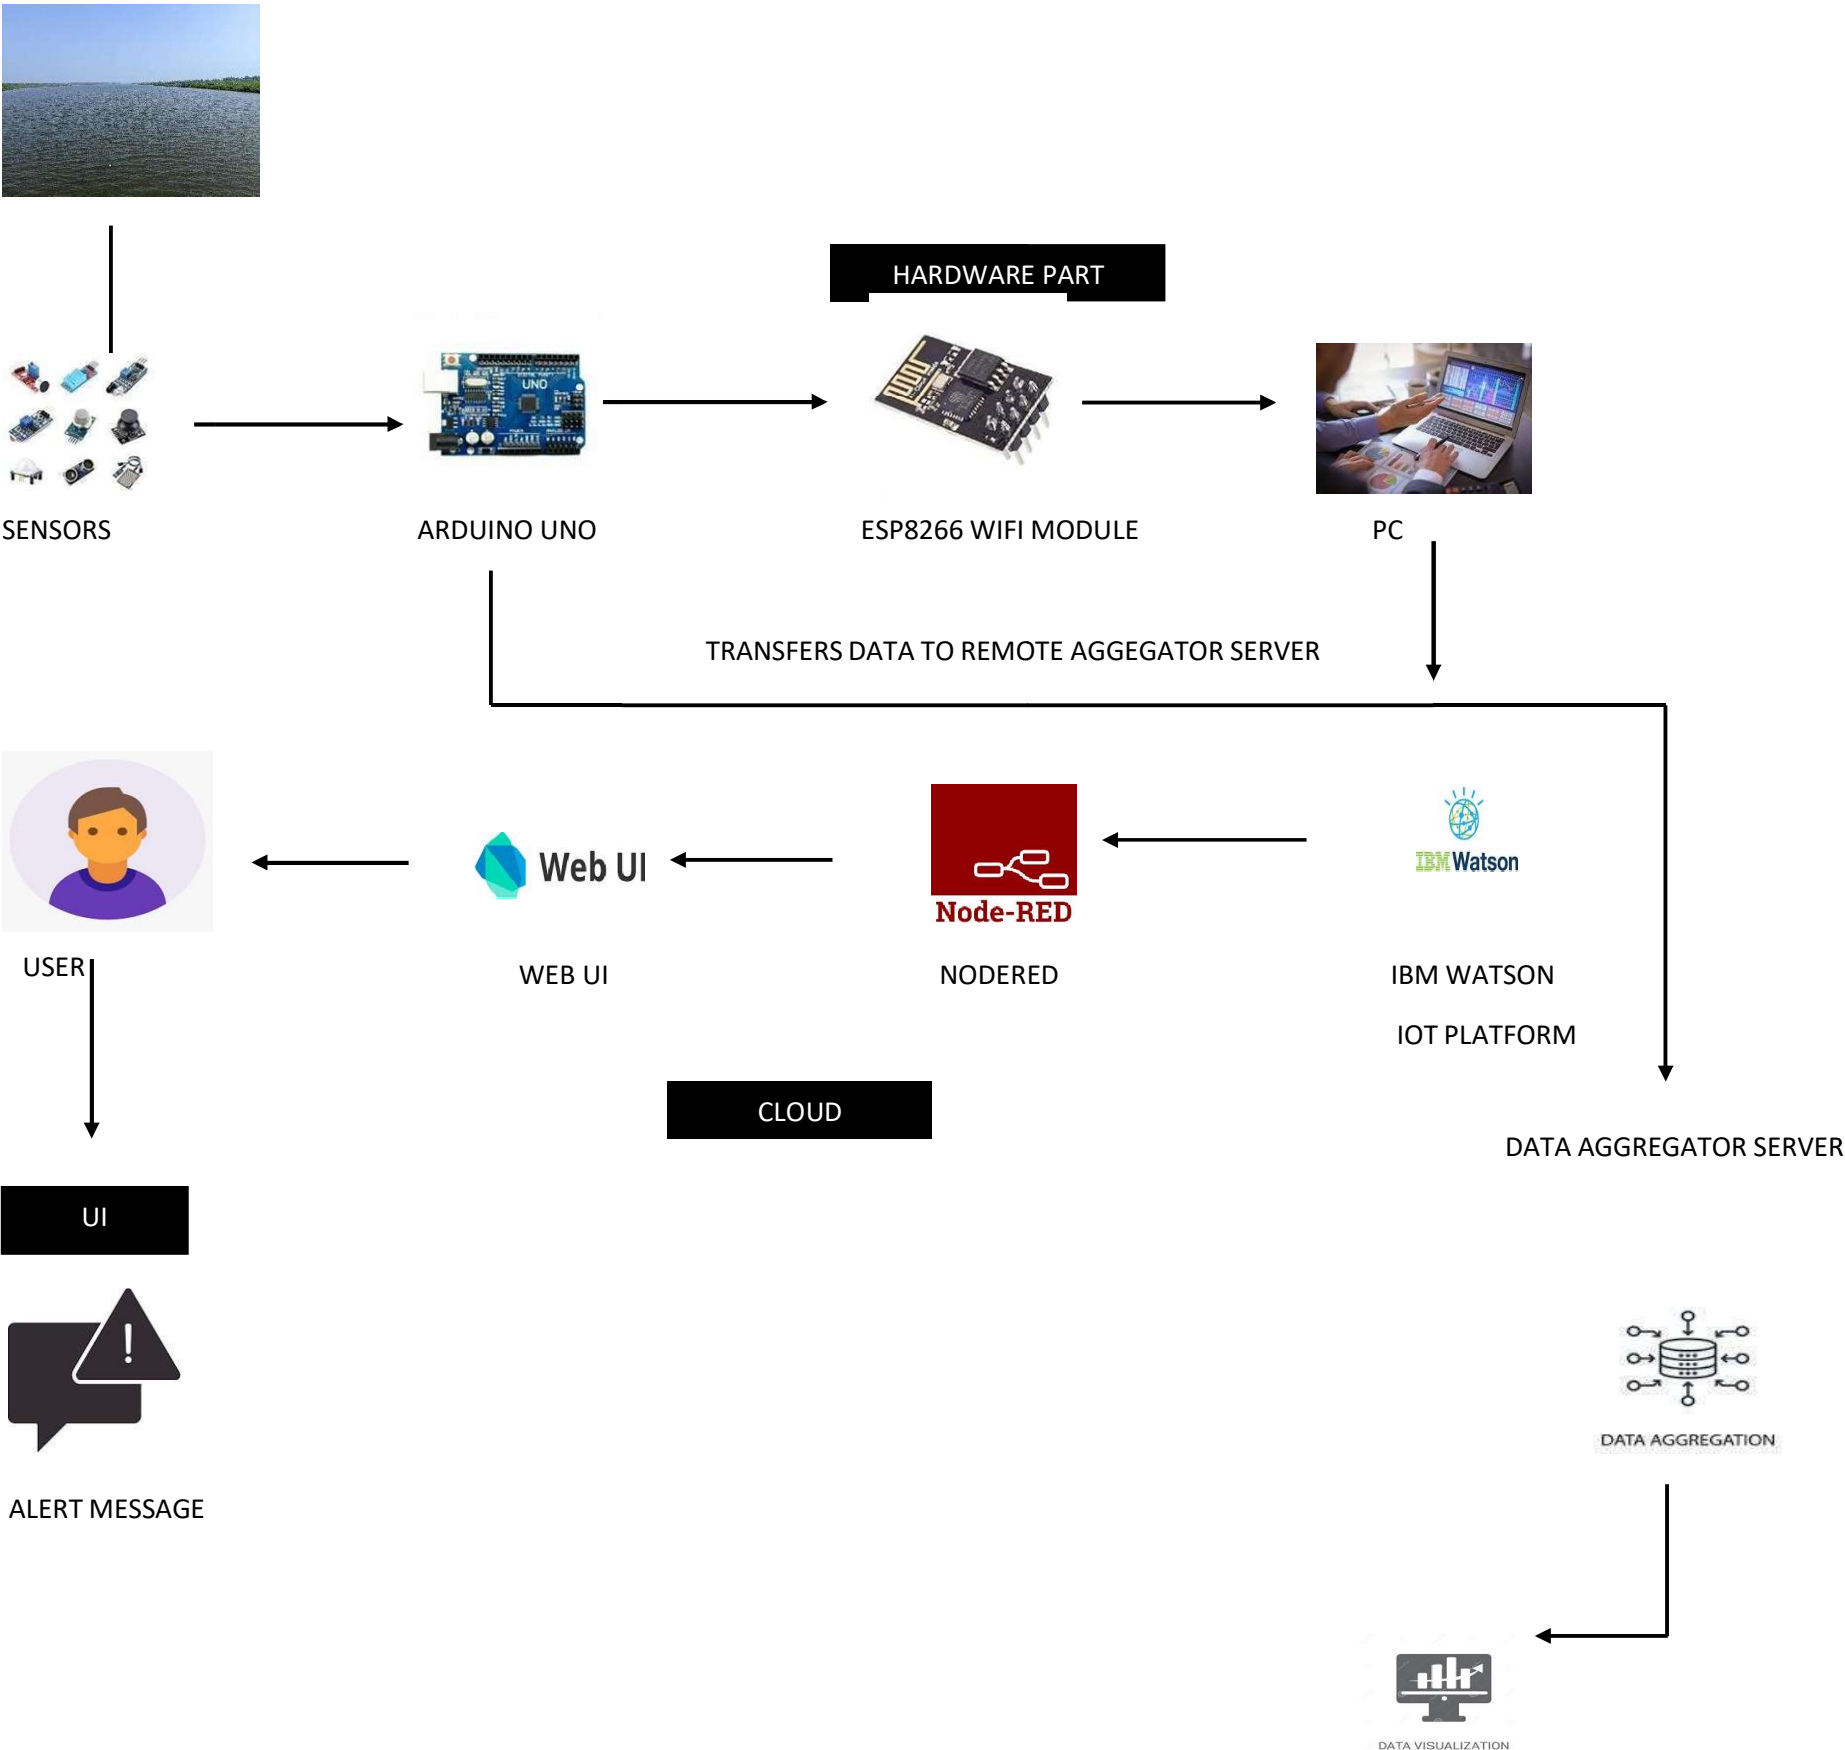 HARDWARE PART
UNO
SENSORS
ARDUINO UNO
ESP8266 WIFI MODULE
PC
TRANSFERS DATA TO REMOTE AGGEGATOR SERVER
Web UI
Node-RED
IBM Watson
USER
WEB UI
NODERED
IBM WATSON
IOT PLATFORM
CLOUD
DATA AGGREGATOR SERVER
UI
!
DATA AGGREGATION
ALERT MESSAGE
DATA VISUALIZATION